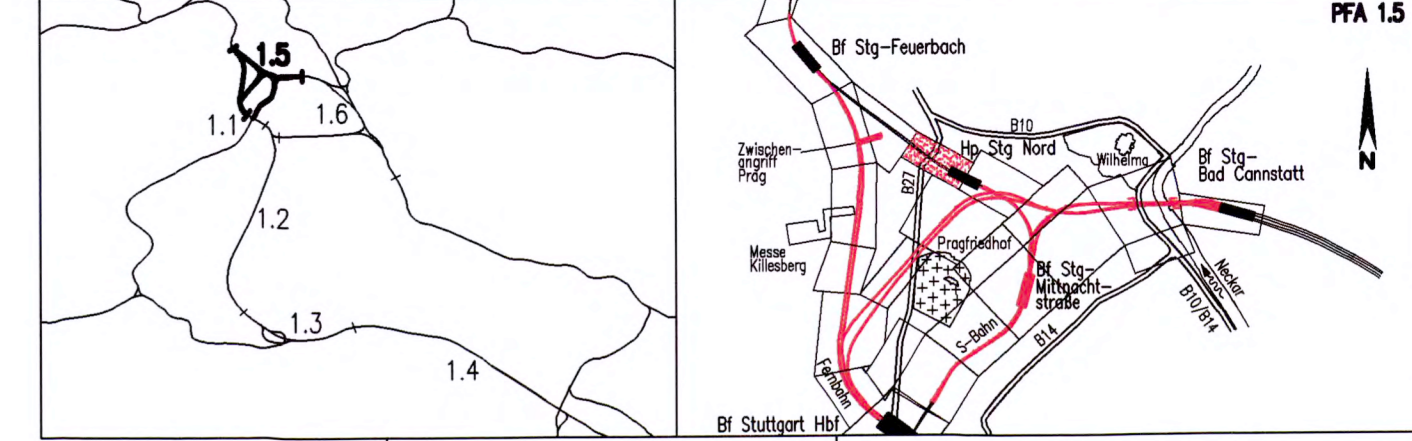 1.5
1.6
1.1
1.2
1.3
1.4
PFA 1.5
Bf Stg-Feuerbach
N
B10
Zwischen-
angriff
Prag
Hp Stg Nord
Wilhelma
Bf Stg-
Bad Cannstatt
B27
Messe
Killesberg
Pragfriedhof
Bf Stg-
Mittnacht-
straße
Neckar
B10/B14
S-Bahn
B14
Fernbahn
Bf Stuttgart Hbf